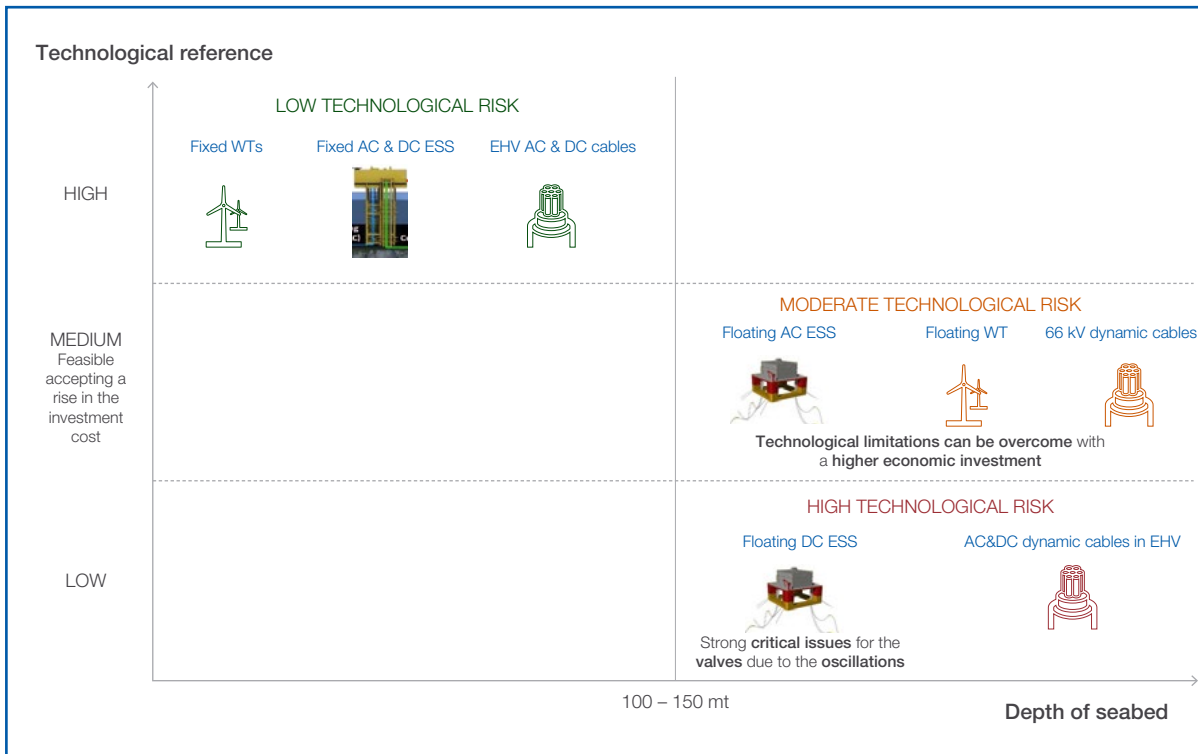 Technological reference
LOW TECHNOLOGICAL RISK
Fixed WTs
Fixed AC & DC ESS
EHV AC & DC cables
HIGH
MODERATE TECHNOLOGICAL RISK
MEDIUM
Feasible
accepting a
rise in the
investment
cost
Floating AC ESS
Floating WT
66 kV dynamic cables
Technological limitations can be overcome with
a higher economic investment
HIGH TECHNOLOGICAL RISK
Floating DC ESS
AC&DC dynamic cables in EHV
LOW
Strong critical issues for the
valves due to the oscillations
100 – 150 mt
Depth of seabed